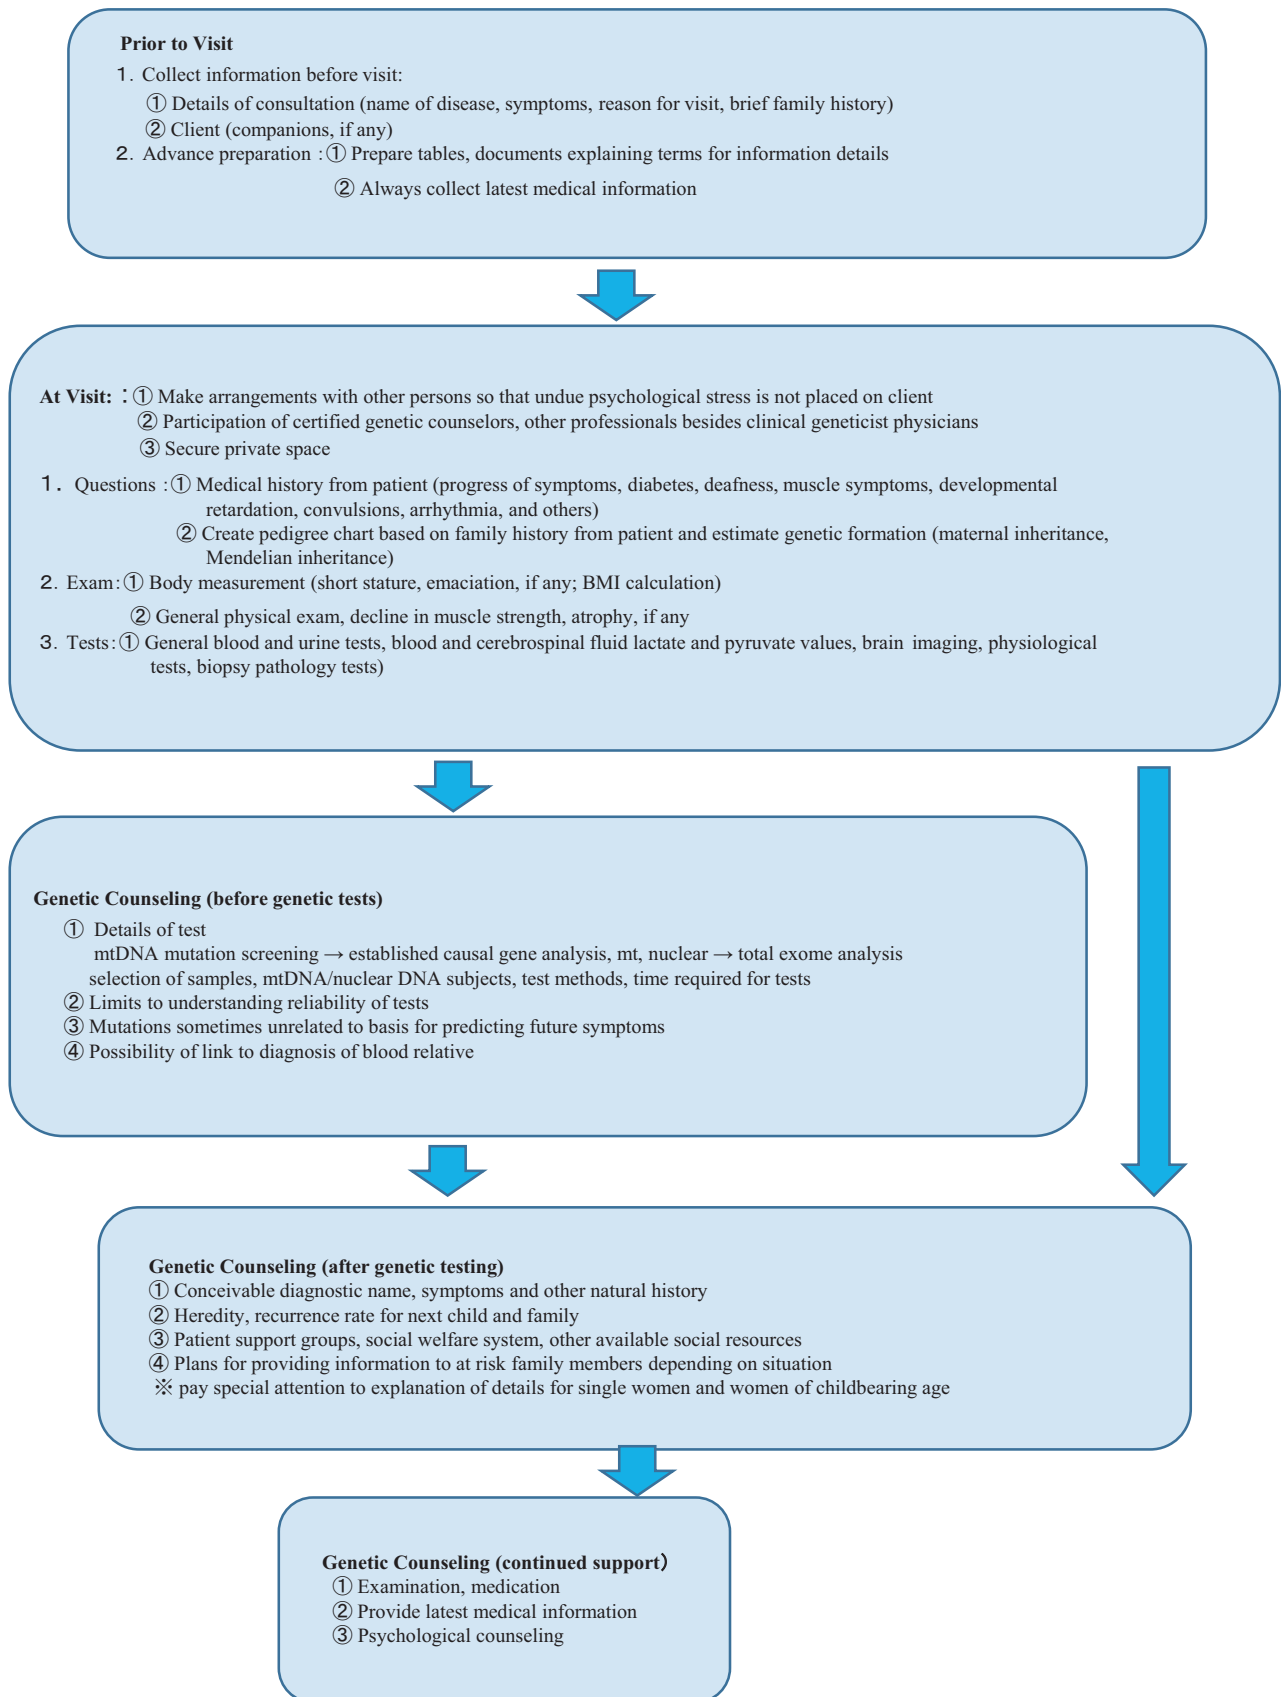 Prior to Visit
1. Collect information before visit:
① Details of consultation (name of disease, symptoms, reason for visit, brief family history)
② Client (companions, if any)
2. Advance preparation : ① Prepare tables, documents explaining terms for information details
② Always collect latest medical information
At Visit: : ① Make arrangements with other persons so that undue psychological stress is not placed on client
② Participation of certified genetic counselors, other professionals besides clinical geneticist physicians
③ Secure private space
1. Questions : ① Medical history from patient (progress of symptoms, diabetes, deafness, muscle symptoms, developmental
retardation, convulsions, arrhythmia, and others)
② Create pedigree chart based on family history from patient and estimate genetic formation (maternal inheritance,
Mendelian inheritance)
2. Exam: ① Body measurement (short stature, emaciation, if any; BMI calculation)
② General physical exam, decline in muscle strength, atrophy, if any
3. Tests: ① General blood and urine tests, blood and cerebrospinal fluid lactate and pyruvate values, brain imaging, physiological
tests, biopsy pathology tests)
Genetic Counseling (before genetic tests)
① Details of test
mtDNA mutation screening → established causal gene analysis, mt, nuclear → total exome analysis
selection of samples, mtDNA/nuclear DNA subjects, test methods, time required for tests
② Limits to understanding reliability of tests
③ Mutations sometimes unrelated to basis for predicting future symptoms
④ Possibility of link to diagnosis of blood relative
Genetic Counseling (after genetic testing)
① Conceivable diagnostic name, symptoms and other natural history
② Heredity, recurrence rate for next child and family
③ Patient support groups, social welfare system, other available social resources
④ Plans for providing information to at risk family members depending on situation
※ pay special attention to explanation of details for single women and women of childbearing age
Genetic Counseling (continued support)
① Examination, medication
② Provide latest medical information
③ Psychological counseling